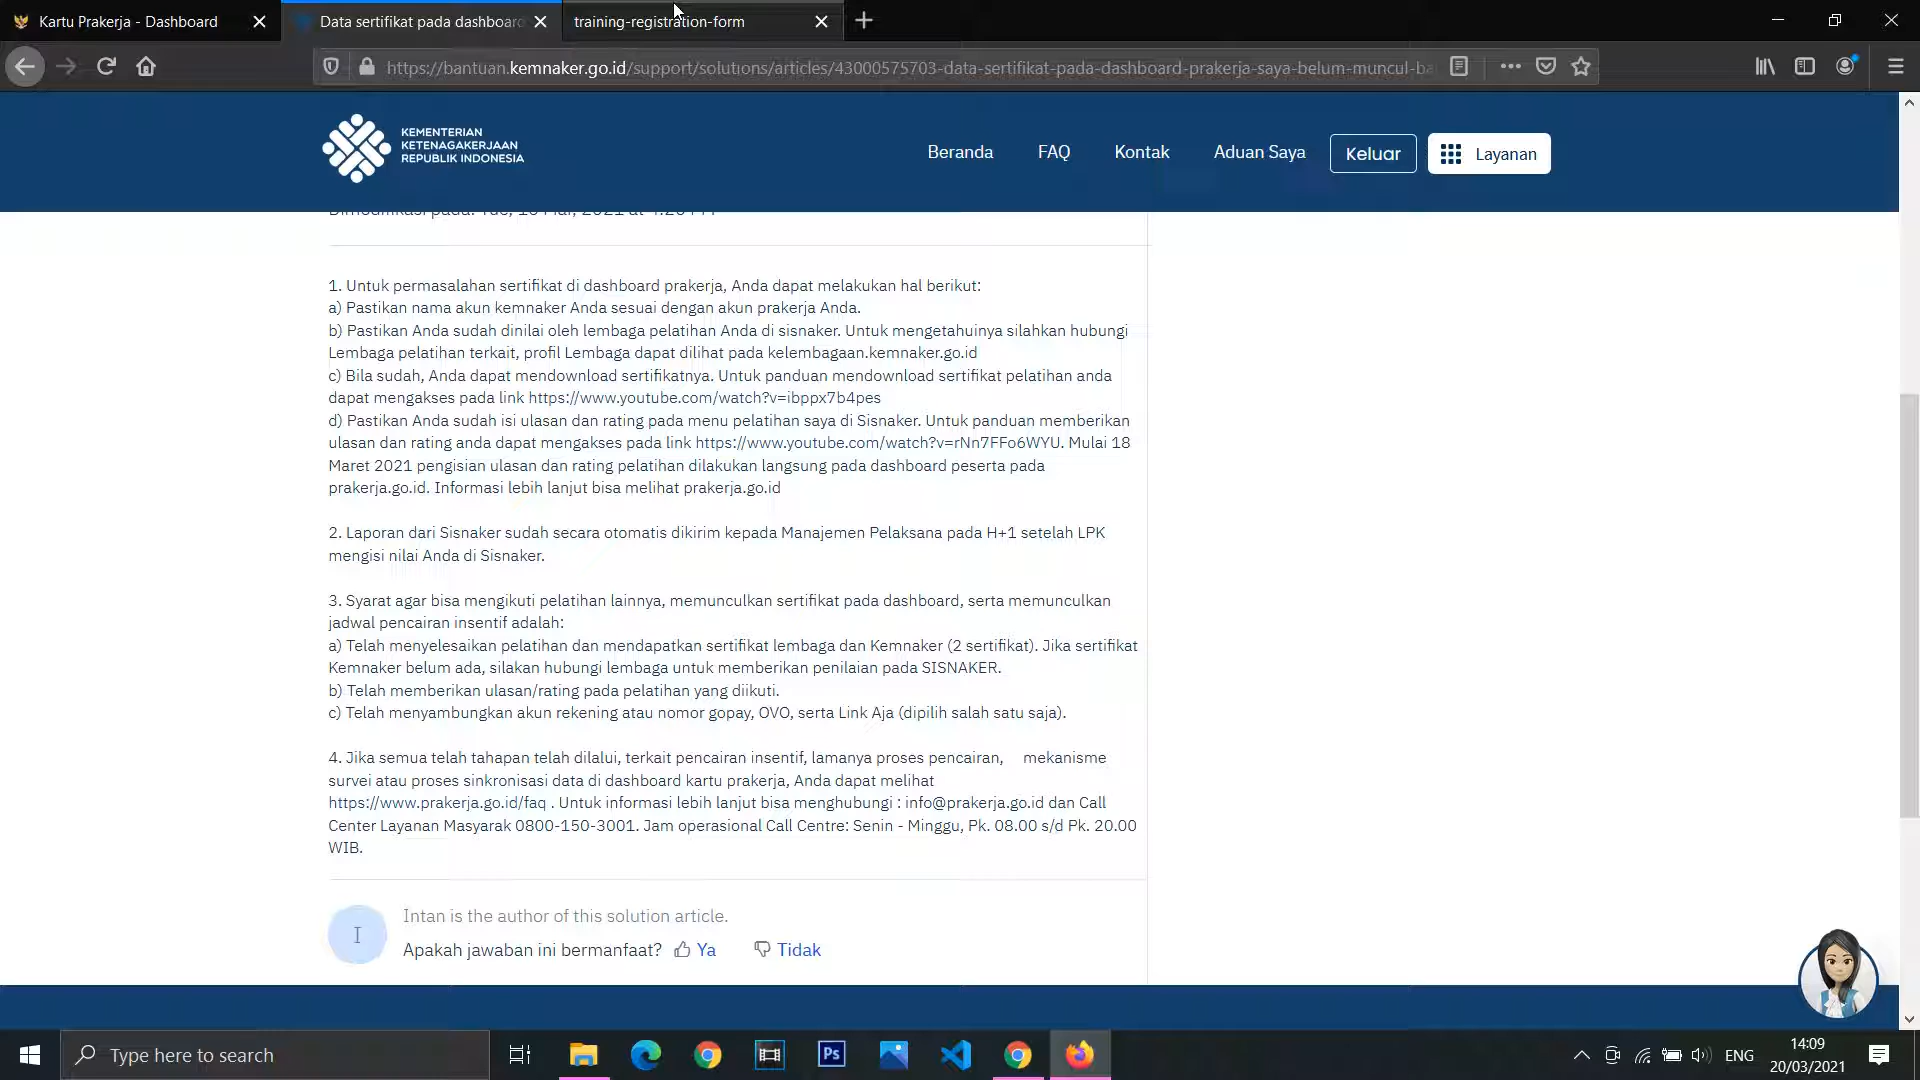 Kartu Prakerja - Dashboard
Data sertifikat pada dashboard
training-registration-form
https://bantuan.kemnaker.go.id/support/solutions/articles/43000575703-data-sertifikat-pada-dashboard-prakerja-saya-belum-muncul-ba
KEMENTERIAN
KETENAGAKERJAAN
REPUBLIK INDONESIA
Beranda
FAQ
Kontak
Aduan Saya
Keluar
Layanan
1. Untuk permasalahan sertifikat di dashboard prakerja, Anda dapat melakukan hal berikut:
a) Pastikan nama akun kemnaker Anda sesuai dengan akun prakerja Anda.
b) Pastikan Anda sudah dinilai oleh lembaga pelatihan Anda di sisnaker. Untuk mengetahuinya silahkan hubungi
Lembaga pelatihan terkait, profil Lembaga dapat dilihat pada kelembagaan.kemnaker.go.id
c) Bila sudah, Anda dapat mendownload sertifikatnya. Untuk panduan mendownload sertifikat pelatihan anda
dapat mengakses pada link https://www.youtube.com/watch?v=ibppx7b4pes
d) Pastikan Anda sudah isi ulasan dan rating pada menu pelatihan saya di Sisnaker. Untuk panduan memberikan
ulasan dan rating anda dapat mengakses pada link https://www.youtube.com/watch?v=rNn7FFo6WYU. Mulai 18
Maret 2021 pengisian ulasan dan rating pelatihan dilakukan langsung pada dashboard peserta pada
prakerja.go.id. Informasi lebih lanjut bisa melihat prakerja.go.id
2. Laporan dari Sisnaker sudah secara otomatis dikirim kepada Manajemen Pelaksana pada H+1 setelah LPK
mengisi nilai Anda di Sisnaker.
3. Syarat agar bisa mengikuti pelatihan lainnya, memunculkan sertifikat pada dashboard, serta memunculkan
jadwal pencairan insentif adalah:
a) Telah menyelesaikan pelatihan dan mendapatkan sertifikat lembaga dan Kemnaker (2 sertifikat). Jika sertifikat
Kemnaker belum ada, silakan hubungi lembaga untuk memberikan penilaian pada SISNAKER.
b) Telah memberikan ulasan/rating pada pelatihan yang diikuti.
c) Telah menyambungkan akun rekening atau nomor gopay, OVO, serta Link Aja (dipilih salah satu saja).
4. Jika semua telah tahapan telah dilalui, terkait pencairan insentif, lamanya proses pencairan, mekanisme
survei atau proses sinkronisasi data di dashboard kartu prakerja, Anda dapat melihat
https://www.prakerja.go.id/faq . Untuk informasi lebih lanjut bisa menghubungi : info@prakerja.go.id dan Call
Center Layanan Masyarak 0800-150-3001. Jam operasional Call Centre: Senin - Minggu, Pk. 08.00 s/d Pk. 20.00
WIB.
I
Intan is the author of this solution article.
Apakah jawaban ini bermanfaat? Ya Tidak
Type here to search
Ps
ENG
14:09
20/03/2021